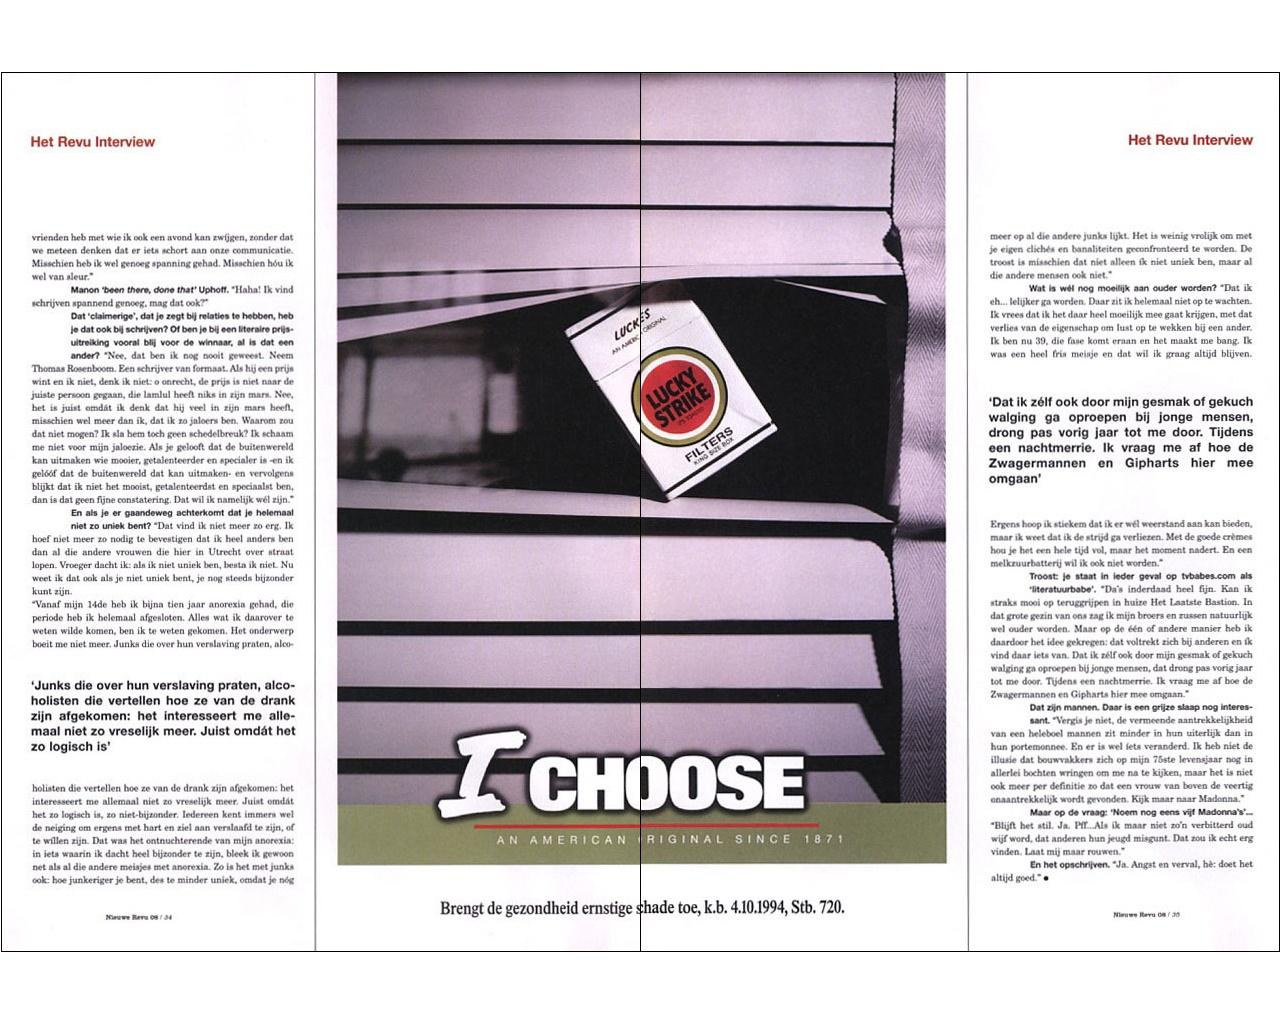 Het Revu Interview
vrienden heb met wie ik ook een avond kan zwijgen, zonder dat
we meteen denken dat er iets schort aan onze communicatie.
Misschien heb ik wel genoeg spanning gehad. Misschien hóu ik
wel van sleur."
Manon 'been there, done that' Uphoff. "Haha! Ik vind
schrijven spannend genoeg, mag dat ook?"
Dat 'claimerige', dat je zegt bij relaties te hebben, heb
je dat ook bij schrijven? Of ben je bij een literaire prijs-
uitreiking vooral blij voor de winnaar, al is dat een
ander? "Nee, dat ben ik nog nooit geweest. Neem
Thomas Rosenboom. Een schrijver van formaat. Als hij een prijs
wint en ik niet, denk ik niet: o onrecht, de prijs is niet naar de
juiste persoon gegaan, die lamlul heeft niks in zijn mars. Nee,
het is juist omdát ik denk dat hij veel in zijn mars heeft,
misschien wel meer dan ik, dat ik zo jaloers ben. Waarom zou
dat niet mogen? Ik sla hem toch geen schedelbreuk? Ik schaam
me niet voor mijn jaloezie. Als je gelooft dat de buitenwereld
kan uitmaken wie mooier, getalenteerder en specialer is -en ik
gelóóf dat de buitenwereld dat kan uitmaken- en vervolgens
blijkt dat ik niet het mooist, getalenteerdst en speciaalst ben,
dan is dat geen fijne constatering. Dat wil ik namelijk wél zijn."
En als je er gaandeweg achterkomt dat je helemaal
niet zo uniek bent? "Dat vind ik niet meer zo erg. Ik
hoef niet meer zo nodig te bevestigen dat ik heel anders ben
dan al die andere vrouwen die hier in Utrecht over straat
lopen. Vroeger dacht ik: als ik niet uniek ben, besta ik niet. Nu
weet ik dat ook als je niet uniek bent, je nog steeds bijzonder
kunt zijn.
"Vanaf mijn 14de heb ik bijna tien jaar anorexia gehad, die
periode heb ik helemaal afgesloten. Alles wat ik daarover te
weten wilde komen, ben ik te weten gekomen. Het onderwerp
boeit me niet meer. Junks die over hun verslaving praten, alco-
'Junks die over hun verslaving praten, alco-
holisten die vertellen hoe ze van de drank
zijn afgekomen: het interesseert me alle-
maal niet zo vreselijk meer. Juist omdát het
zo logisch is'
holisten die vertellen hoe ze van de drank zijn afgekomen: het
interesseert me allemaal niet zo vreselijk meer. Juist omdát
het zo logisch is, zo niet-bijzonder. Iedereen kent immers wel
de neiging om ergens met hart en ziel aan verslaafd te zijn, of
te willen zijn. Dat was het ontnuchterende van mijn anorexia:
in iets waarin ik dacht heel bijzonder te zijn, bleek ik gewoon
net als al die andere meisjes met anorexia. Zo is het met junks
ook: hoe junkeriger je bent, des te minder uniek, omdat je nóg
Nieuwe Revu 08 / 34
LUCKIES
AN AMERICAN ORIGINAL
LUCKY
STRIKE
IT'S TOASTED
FILTERS
KING SIZE BOX
I CHOOSE
AN AMERICAN ORIGINAL SINCE 1871
Brengt de gezondheid ernstige schade toe, k.b. 4.10.1994, Stb. 720.
Het Revu Interview
meer op al die andere junks lijkt. Het is weinig vrolijk om met
je eigen clichés en banaliteiten geconfronteerd te worden. De
troost is misschien dat niet alleen ík niet uniek ben, maar al
die andere mensen ook niet."
Wat is wél nog moeilijk aan ouder worden? "Dat ik
eh... lelijker ga worden. Daar zit ik helemaal niet op te wachten.
Ik vrees dat ik het daar heel moeilijk mee gaat krijgen, met dat
verlies van de eigenschap om lust op te wekken bij een ander.
Ik ben nu 39, die fase komt eraan en het maakt me bang. Ik
was een heel fris meisje en dat wil ik graag altijd blijven.
'Dat ik zélf ook door mijn gesmak of gekuch
walging ga oproepen bij jonge mensen,
drong pas vorig jaar tot me door. Tijdens
een nachtmerrie. Ik vraag me af hoe de
Zwagermannen en Gipharts hier mee
omgaan'
Ergens hoop ik stiekem dat ik er wél weerstand aan kan bieden,
maar ik weet dat ik de strijd ga verliezen. Met de goede crèmes
hou je het een hele tijd vol, maar het moment nadert. En een
melkzuurbatterij wil ik ook niet worden."
Troost: je staat in ieder geval op tvbabes.com als
'literatuurbabe'. "Da's inderdaad heel fijn. Kan ik
straks mooi op teruggrijpen in huize Het Laatste Bastion. In
dat grote gezin van ons zag ik mijn broers en zussen natuurlijk
wel ouder worden. Maar op de één of andere manier heb ik
daardoor het idee gekregen: dat voltrekt zich bij anderen en ík
vind daar iets van. Dat ik zélf ook door mijn gesmak of gekuch
walging ga oproepen bij jonge mensen, dat drong pas vorig jaar
tot me door. Tijdens een nachtmerrie. Ik vraag me af hoe de
Zwagermannen en Gipharts hier mee omgaan."
Dat zijn mannen. Daar is een grijze slaap nog interes-
sant. "Vergis je niet, de vermeende aantrekkelijkheid
van een heleboel mannen zit minder in hun uiterlijk dan in
hun portemonnee. En er is wel iets veranderd. Ik heb niet de
illusie dat bouwvakkers zich op mijn 75ste levensjaar nog in
allerlei bochten wringen om me na te kijken, maar het is niet
ook meer per definitie zo dat een vrouw van boven de veertig
onaantrekkelijk wordt gevonden. Kijk maar naar Madonna."
Maar op de vraag: 'Noem nog eens vijf Madonna's'...
"Blijft het stil. Ja. Pff...Als ik maar niet zo'n verbitterd oud
wijf word, dat anderen hun jeugd misgunt. Dat zou ik echt erg
vinden. Laat mij maar rouwen."
En het opschrijven. "Ja. Angst en verval, hè: doet het
altijd goed." ●
Nieuwe Revu 08 / 35